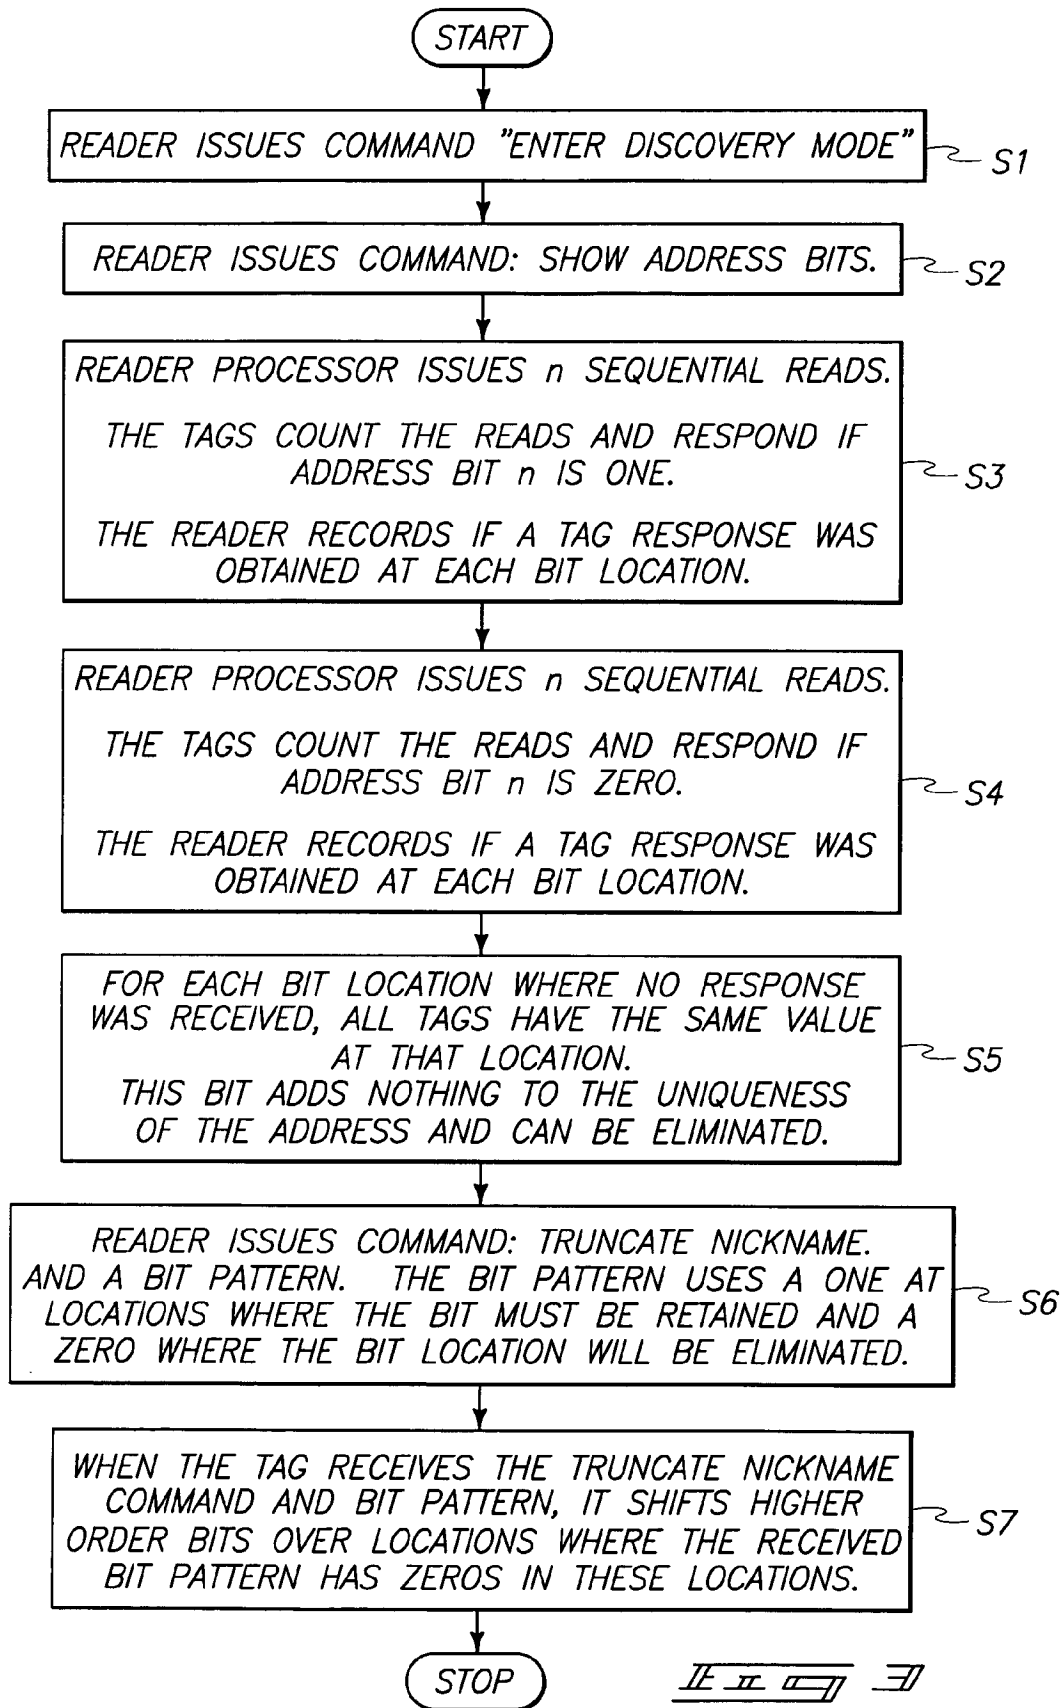 START
READER ISSUES COMMAND "ENTER DISCOVERY MODE"
S1
READER ISSUES COMMAND: SHOW ADDRESS BITS.
S2
READER PROCESSOR ISSUES n SEQUENTIAL READS.
THE TAGS COUNT THE READS AND RESPOND IF
ADDRESS BIT n IS ONE.
THE READER RECORDS IF A TAG RESPONSE WAS
OBTAINED AT EACH BIT LOCATION.
S3
READER PROCESSOR ISSUES n SEQUENTIAL READS.
THE TAGS COUNT THE READS AND RESPOND IF
ADDRESS BIT n IS ZERO.
THE READER RECORDS IF A TAG RESPONSE WAS
OBTAINED AT EACH BIT LOCATION.
S4
FOR EACH BIT LOCATION WHERE NO RESPONSE
WAS RECEIVED, ALL TAGS HAVE THE SAME VALUE
AT THAT LOCATION.
THIS BIT ADDS NOTHING TO THE UNIQUENESS
OF THE ADDRESS AND CAN BE ELIMINATED.
S5
READER ISSUES COMMAND: TRUNCATE NICKNAME.
AND A BIT PATTERN. THE BIT PATTERN USES A ONE AT
LOCATIONS WHERE THE BIT MUST BE RETAINED AND A
ZERO WHERE THE BIT LOCATION WILL BE ELIMINATED.
S6
WHEN THE TAG RECEIVES THE TRUNCATE NICKNAME
COMMAND AND BIT PATTERN, IT SHIFTS HIGHER
ORDER BITS OVER LOCATIONS WHERE THE RECEIVED
BIT PATTERN HAS ZEROS IN THESE LOCATIONS.
S7
STOP
FIG 3